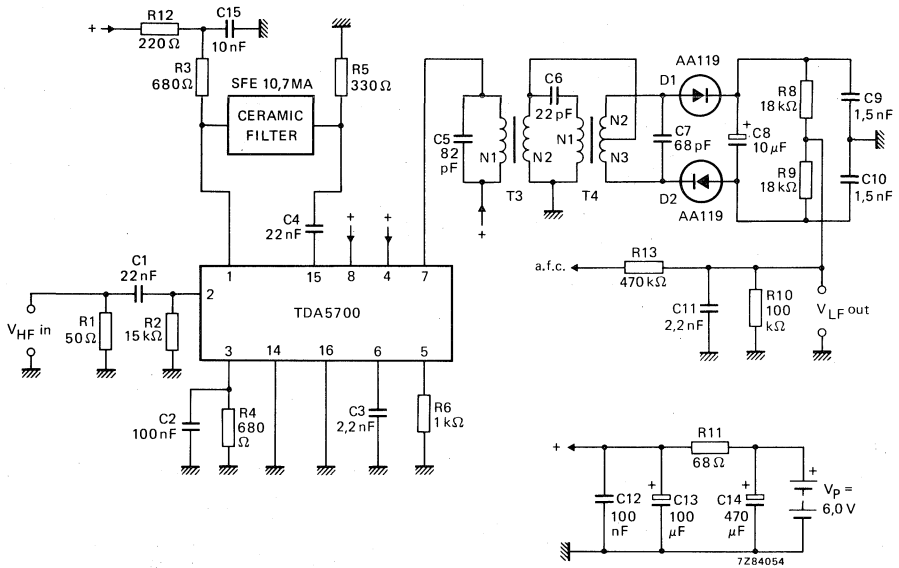 R12
220Ω
+
C15
10nF
R3
680Ω
SFE 10,7MA
CERAMIC
FILTER
R5
330Ω
C4
22nF
+
+
1
15
8
4
7
C1
22nF
2
TDA5700
VHF in
R1
50Ω
R2
15kΩ
3
14
16
6
5
C2
100nF
R4
680
Ω
C3
2,2nF
R6
1kΩ
C5
82
pF
N1
T3
+
N2
C6
22pF
N1
T4
N2
N3
D1
AA119
C7
68pF
D2
AA119
+
C8
10µF
R8
18kΩ
R9
18kΩ
C9
1,5nF
C10
1,5nF
a.f.c.
R13
470kΩ
C11
2,2nF
R10
100
kΩ
VLF out
+
R11
68Ω
C12
100
nF
+
C13
100
µF
+
C14
470
µF
+
VP =
6,0V
7Z84054